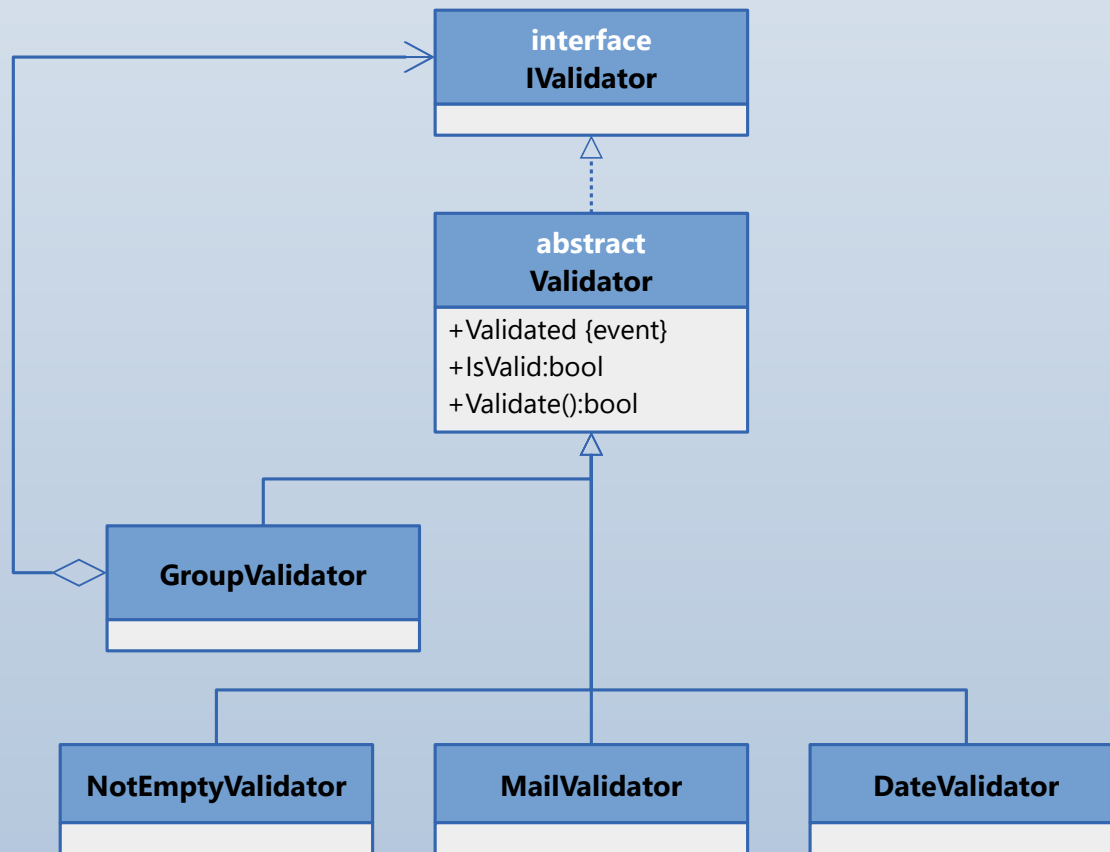 interface
IValidator
abstract
Validator
+Validated {event}
+IsValid:bool
+Validate():bool
GroupValidator
NotEmptyValidator
MailValidator
DateValidator